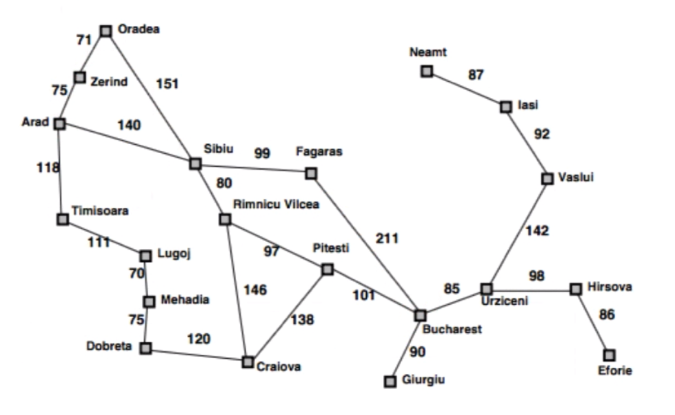 Oradea
71
Neamt
87
Zerind
151
75
Iasi
Arad
140
92
Sibiu
99
Fagaras
118
80
Vaslui
Timisoara
Rimnicu Vilcea
111
Lugoj
97
Pitesti
211
142
70
146
101
85
98
Hirsova
Mehadia
Urziceni
75
138
86
120
Bucharest
Dobreta
90
Craiova
Eforie
Giurgiu